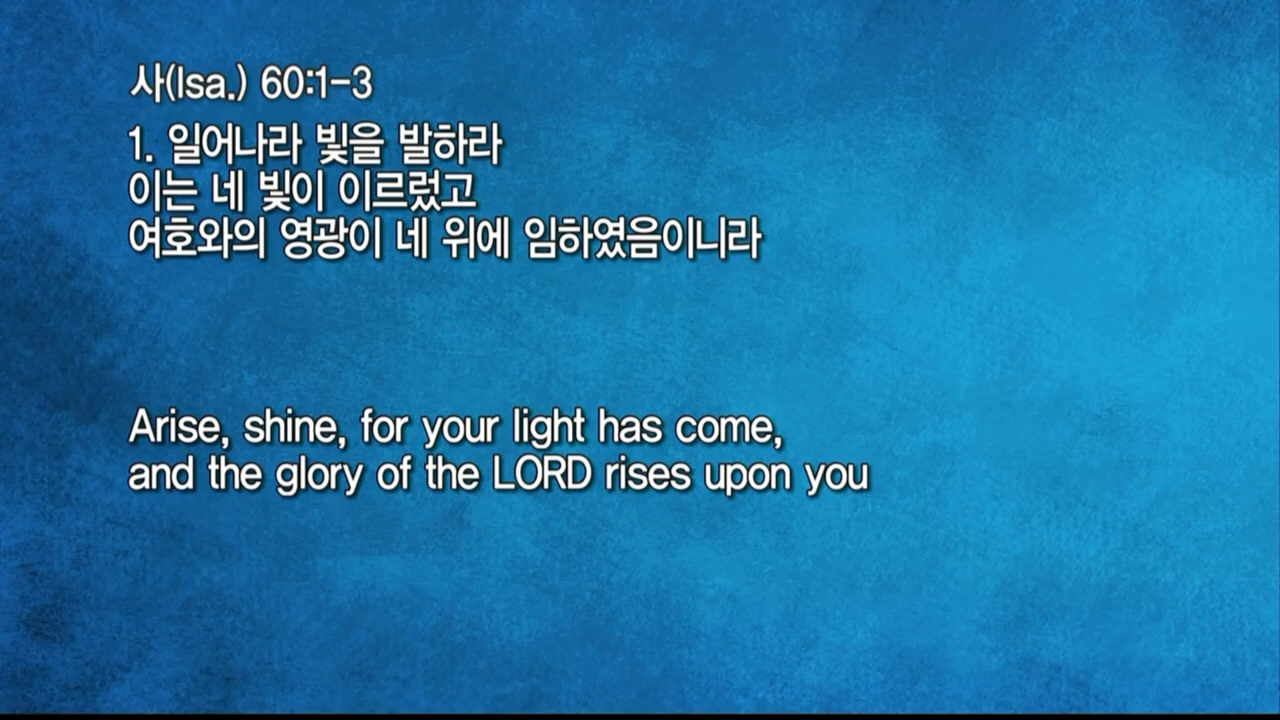 사(Isa.) 60:1-3
1. 일어나라 빛을 발하라
이는 네 빛이 이르렀고
여호와의 영광이 네 위에 임하였음이니라
Arise, shine, for your light has come,
and the glory of the LORD rises upon you